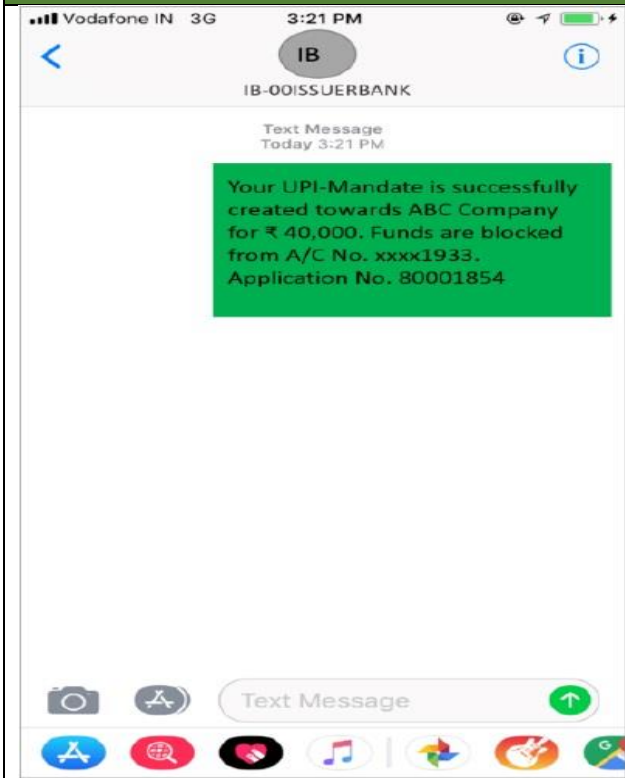 Vodafone IN 3G 3:21 PM
IB
IB-00ISSUERBANK
Text Message
Today 3:21 PM
Your UPI-Mandate is successfully
created towards ABC Company
for ₹ 40,000. Funds are blocked
from A/C No. xxxx1933.
Application No. 80001854
Text Message